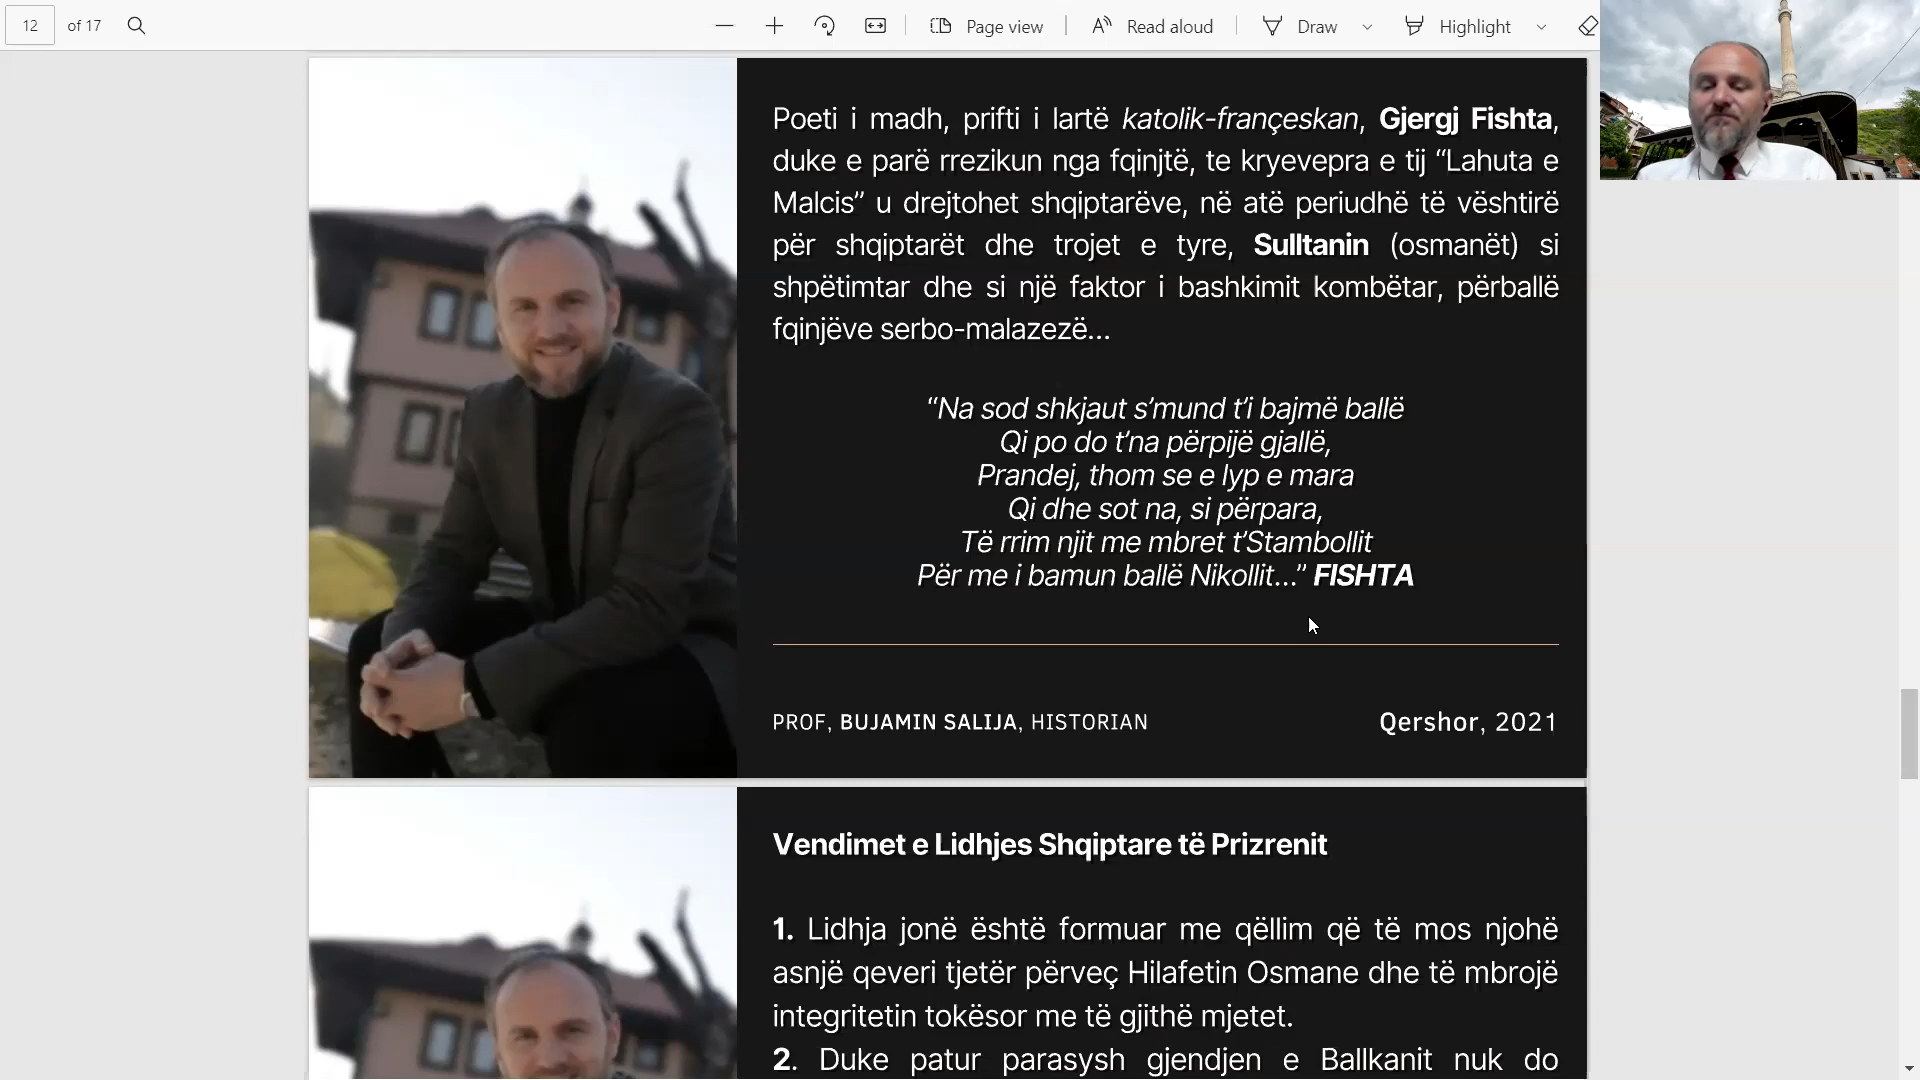 12 of 17
Page view
Read aloud
Draw
Highlight
Poeti i madh, prifti i lartë katolik-françeskan, Gjergj Fishta,
duke e parë rrezikun nga fqinjtë, te kryevepra e tij “Lahuta e
Malcis” u drejtohet shqiptarëve, në atë periudhë të vështirë
për shqiptarët dhe trojet e tyre, Sulltanin (osmanët) si
shpëtimtar dhe si një faktor i bashkimit kombëtar, përballë
fqinjëve serbo-malazezë...
“Na sod shkjaut s’mund t’i bajmë ballë
Qi po do t’na përpijë gjallë,
Prandej, thom se e lyp e mara
Qi dhe sot na, si përpara,
Të rrim njit me mbret t’Stambollit
Për me i bamun ballë Nikollit...” FISHTA
PROF, BUJAMIN SALIJA, HISTORIAN
Qershor, 2021
Vendimet e Lidhjes Shqiptare të Prizrenit
1. Lidhja jonë është formuar me qëllim që të mos njohë
asnjë qeveri tjetër përveç Hilafetin Osmane dhe të mbrojë
integritetin tokësor me të gjithë mjetet.
2. Duke patur parasysh gjendjen e Ballkanit nuk do